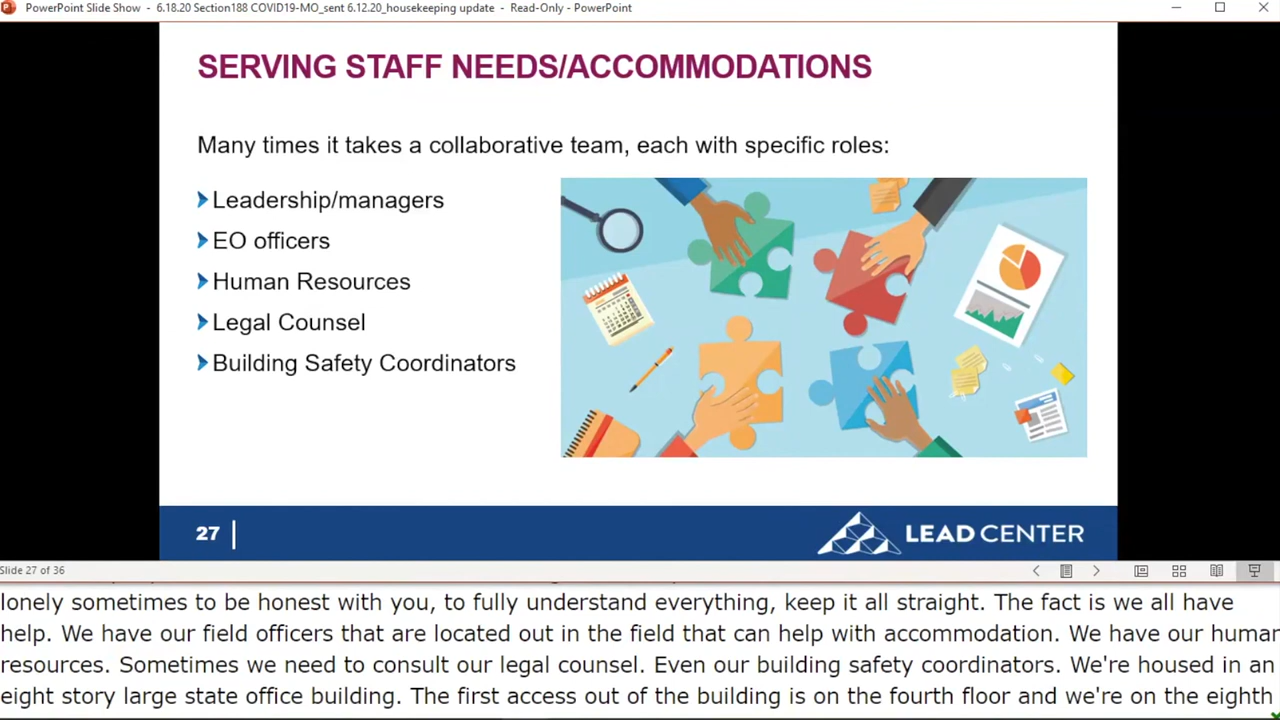 PowerPoint Slide Show - 6.18.20 Section188 COVID19-MO_sent 6.12.20_housekeeping update - Read-Only - PowerPoint
SERVING STAFF NEEDS/ACCOMMODATIONS
Many times it takes a collaborative team, each with specific roles:
Leadership/managers
EO officers
Human Resources
Legal Counsel
Building Safety Coordinators
27
LEAD CENTER
Slide 27 of 36
lonely sometimes to be honest with you, to fully understand everything, keep it all straight. The fact is we all have
help. We have our field officers that are located out in the field that can help with accommodation. We have our human
resources. Sometimes we need to consult our legal counsel. Even our building safety coordinators. We're housed in an
eight story large state office building. The first access out of the building is on the fourth floor and we're on the eighth